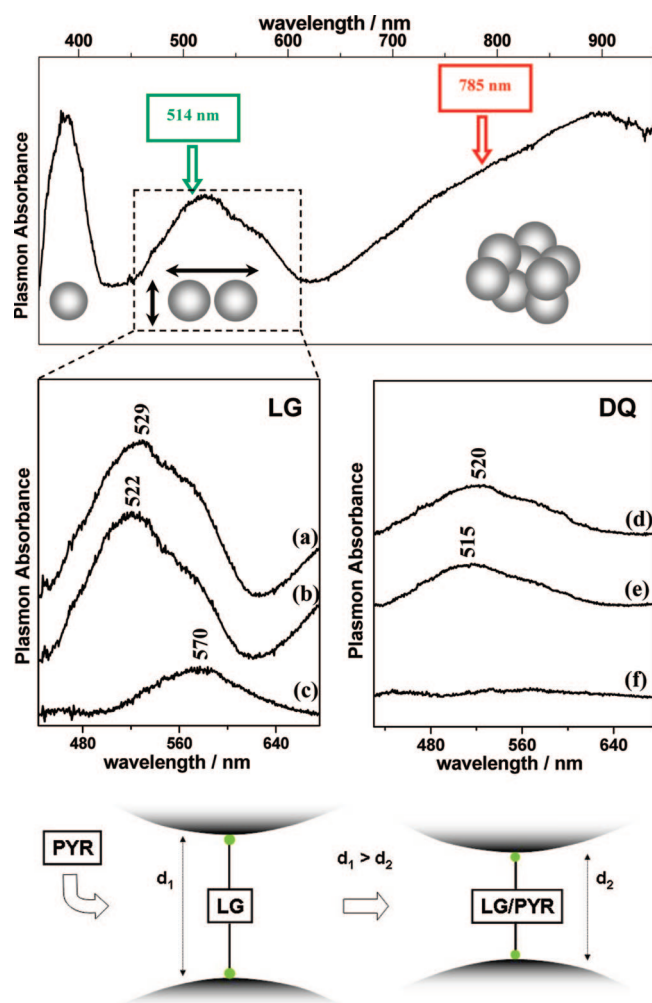 wavelength / nm
400 500 600 700 800 900
Plasmon Absorbance
514 nm
785 nm
Plasmon Absorbance
LG
529
522
570
(a)
(b)
(c)
480 560 640
wavelength / nm
Plasmon Absorbance
DQ
520
515
(d)
(e)
(f)
480 560 640
wavelength / nm
PYR
d1
LG
d1 > d2
LG/PYR
d2